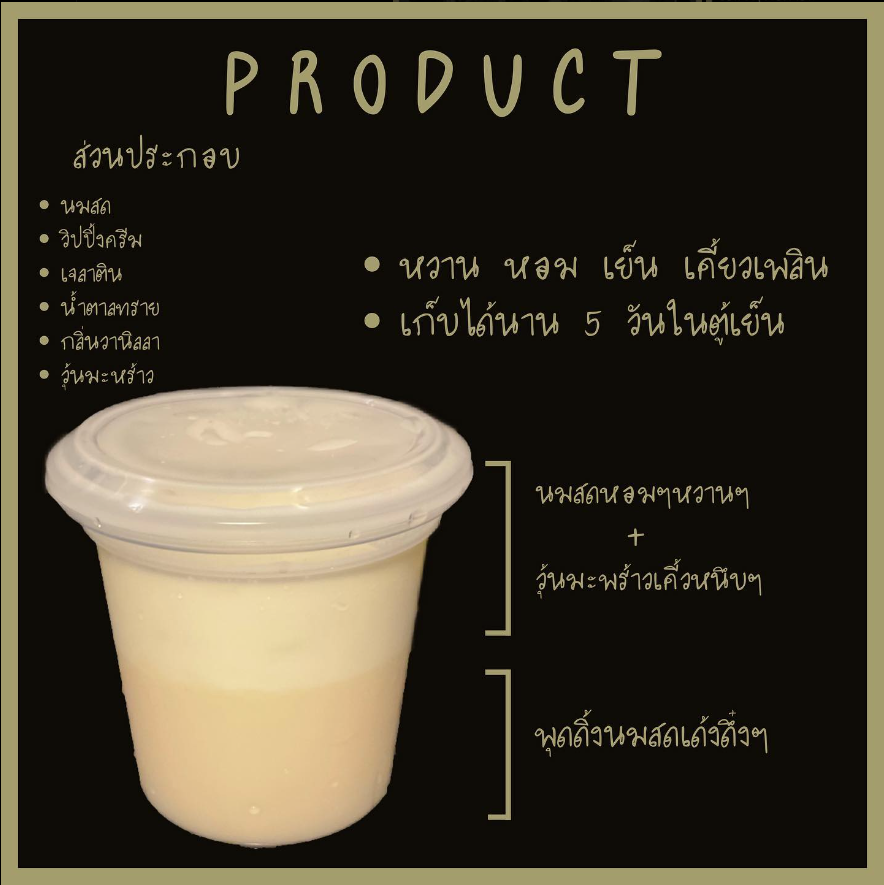 PRODUCT
ส่วนประกอบ
• นมสด
• วิปปิ้งครีม
• เจลาติน
• น้ำตาลทราย
• กลิ่นวานิลลา
• วุ้นมะหร้าว
• หวาน หอม เย็น เคี้ยวเพลิน
• เก็บได้นาน 5 วันในตู้เย็น
นมสดหอมๆหวานๆ
+
วุ้นมะพร้าวเคี้วหนึบๆ
พุดดิ้งนมสดเด้งดึ๋งๆ